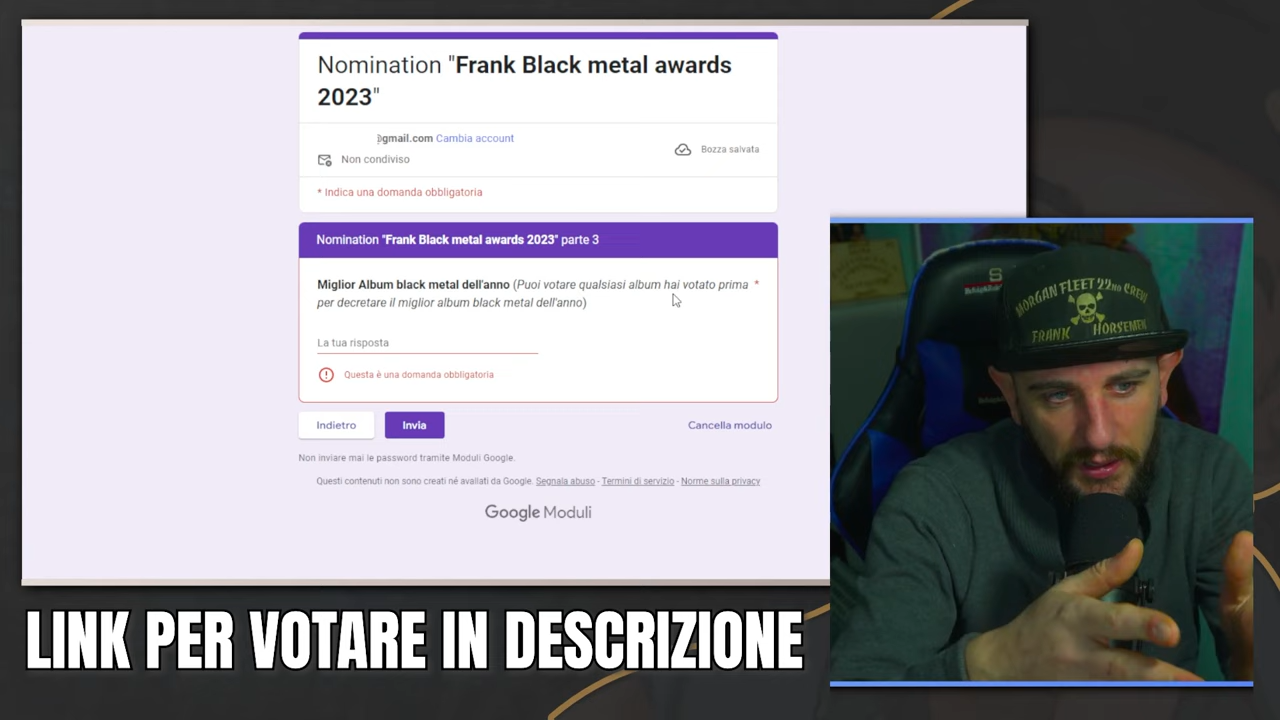 Nomination "Frank Black metal awards
2023"
@gmail.com Cambia account
Non condiviso
Bozza salvata
* Indica una domanda obbligatoria
Nomination "Frank Black metal awards 2023" parte 3
Miglior Album black metal dell'anno (Puoi votare qualsiasi album hai votato prima *
per decretare il miglior album black metal dell'anno)
La tua risposta
Questa è una domanda obbligatoria
Indietro
Invia
Cancella modulo
Non inviare mai le password tramite Moduli Google.
Questi contenuti non sono creati né avallati da Google. Segnala abuso - Termini di servizio - Norme sulla privacy
Google Moduli
MORGAN FLEET 22ND CREW
FRANK HORSEMEN
LINK PER VOTARE IN DESCRIZIONE